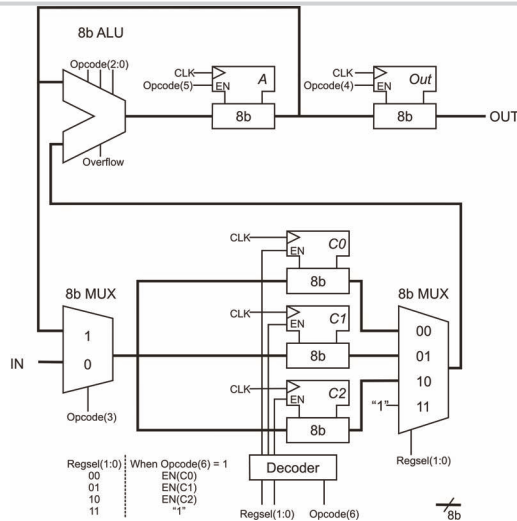 8b ALU
Opcode(2:0)
CLK
Opcode(5)
EN
A
8b
CLK
Opcode(4)
EN
Out
8b
OUT
Overflow
CLK
EN
C0
8b
8b MUX
8b MUX
CLK
EN
C1
8b
1
0
IN
00
01
10
11
"1"
CLK
EN
C2
8b
Opcode(3)
Regsel(1:0)
Decoder
Regsel(1:0) When Opcode(6) = 1
00 EN(C0)
01 EN(C1)
10 EN(C2)
11 "1"
Regsel(1:0)
Opcode(6)
8b